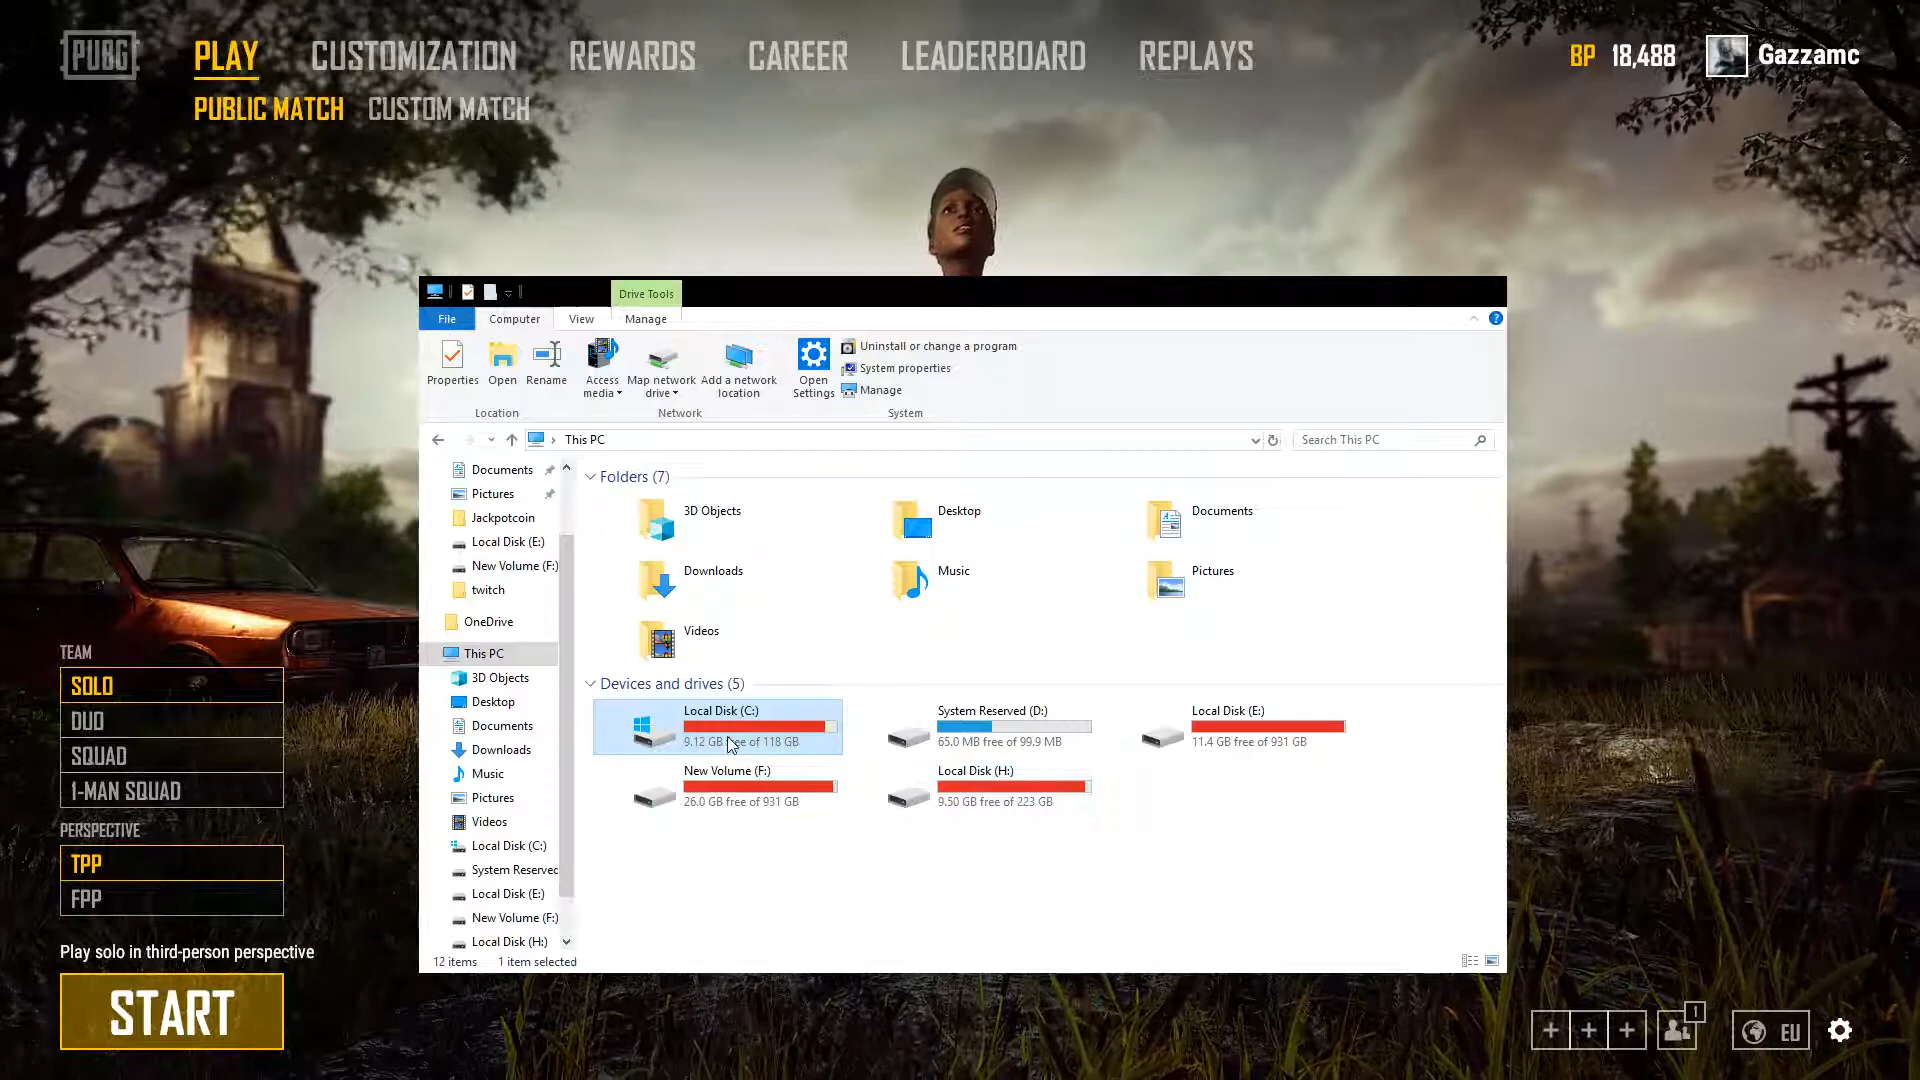 PUBG
PLAY CUSTOMIZATION REWARDS CAREER LEADERBOARD REPLAYS
BP 18,488 Gazzamc
PUBLIC MATCH CUSTOM MATCH
Drive Tools
File Computer View Manage
Properties Open Rename
Access media
Map network drive
Add a network location
Open Settings
Uninstall or change a program
System properties
Manage
Location Network System
This PC
Search This PC
Documents
Pictures
Jackpotcoin
Local Disk (E:)
New Volume (F:)
twitch
OneDrive
This PC
3D Objects
Desktop
Documents
Downloads
Music
Pictures
Videos
Local Disk (C:)
System Reserved
Local Disk (E:)
New Volume (F:)
Local Disk (H:)
Folders (7)
3D Objects Desktop Documents
Downloads Music Pictures
Videos
Devices and drives (5)
Local Disk (C:)
9.12 GB free of 118 GB
System Reserved (D:)
65.0 MB free of 99.9 MB
Local Disk (E:)
11.4 GB free of 931 GB
New Volume (F:)
26.0 GB free of 931 GB
Local Disk (H:)
9.50 GB free of 223 GB
12 items 1 item selected
TEAM
SOLO
DUO
SQUAD
1-MAN SQUAD
PERSPECTIVE
TPP
FPP
Play solo in third-person perspective
START
1
EU